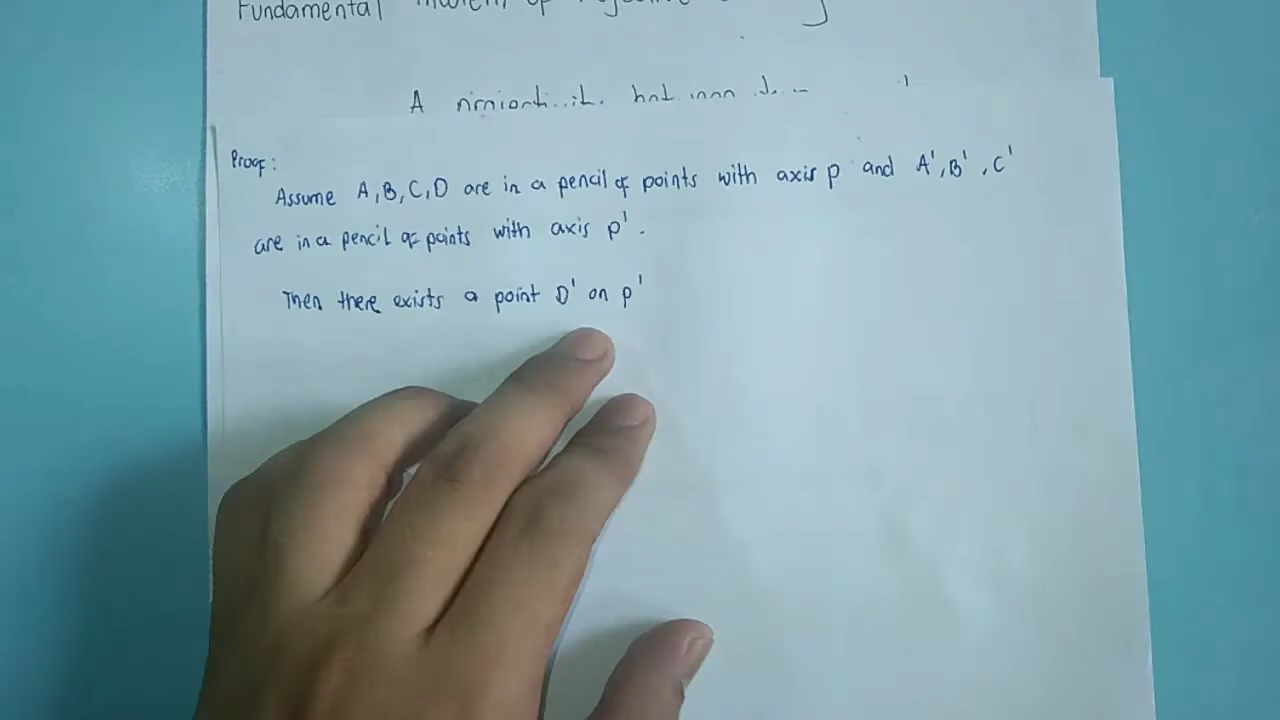 Fundamental
A
Proof:
Assume A, B, C, D are in a pencil of points with axis p and A', B', C'
are in a pencil of points with axis p'.
Then there exists a point D' on p'